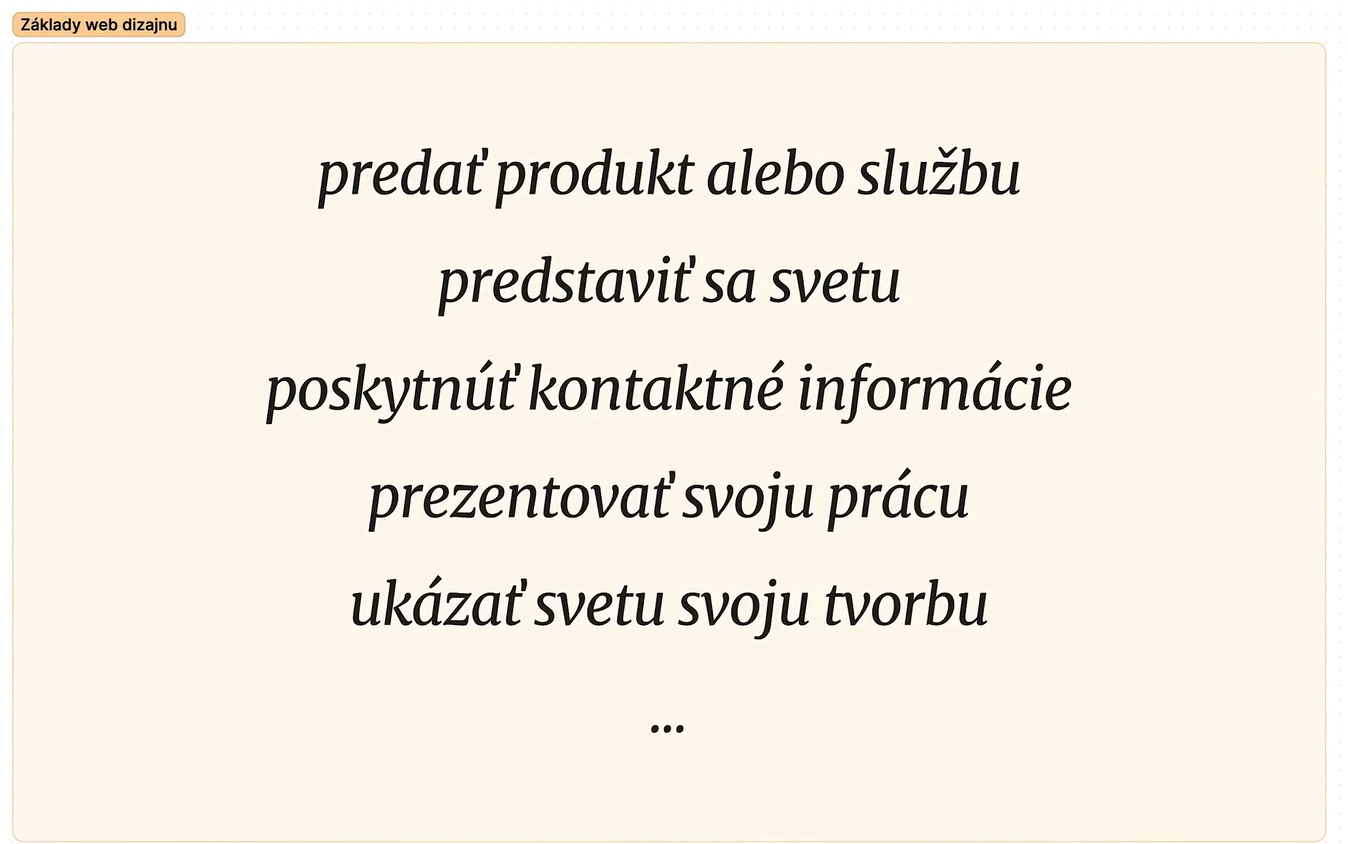 Základy web dizajnu
predať produkt alebo službu
predstaviť sa svetu
poskytnúť kontaktné informácie
prezentovať svoju prácu
ukázať svetu svoju tvorbu
...